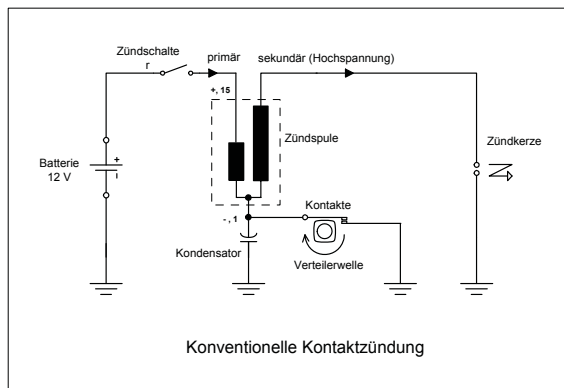 Zündschalte
r
primär
sekundär (Hochspannung)
+, 15
Zündspule
Zündkerze
Batterie
12 V
+
-
Kontakte
- , 1
Kondensator
Verteilerwelle
Konventionelle Kontaktzündung